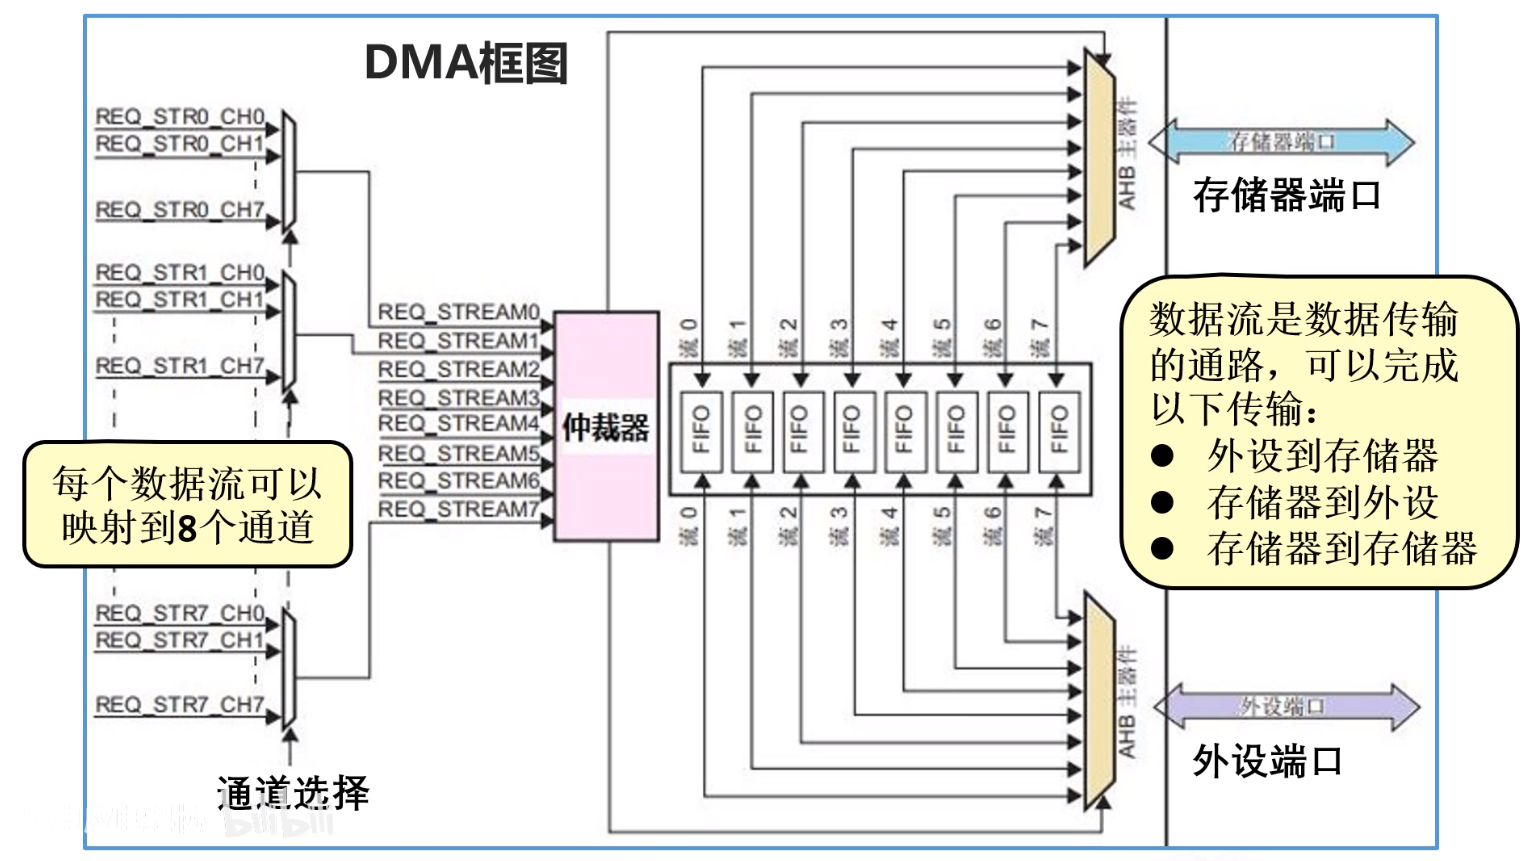 DMA框图
REQ_STR0_CH0
REQ_STR0_CH1
REQ_STR0_CH7
REQ_STR1_CH0
REQ_STR1_CH1
REQ_STR1_CH7
每个数据流可以
映射到8个通道
REQ_STR7_CH0
REQ_STR7_CH1
REQ_STR7_CH7
通道选择
REQ_STREAM0
REQ_STREAM1
REQ_STREAM2
REQ_STREAM3
REQ_STREAM4
REQ_STREAM5
REQ_STREAM6
REQ_STREAM7
仲裁器
流 0
流 1
流 2
流 3
流 4
流 5
流 6
流 7
FIFO
FIFO
FIFO
FIFO
FIFO
FIFO
FIFO
FIFO
流 0
流 1
流 2
流 3
流 4
流 5
流 6
流 7
AHB 主器件
存储器端口
存储器端口
数据流是数据传输
的通路，可以完成
以下传输：
● 外设到存储器
● 存储器到外设
● 存储器到存储器
AHB 主器件
外设端口
外设端口
bilibili